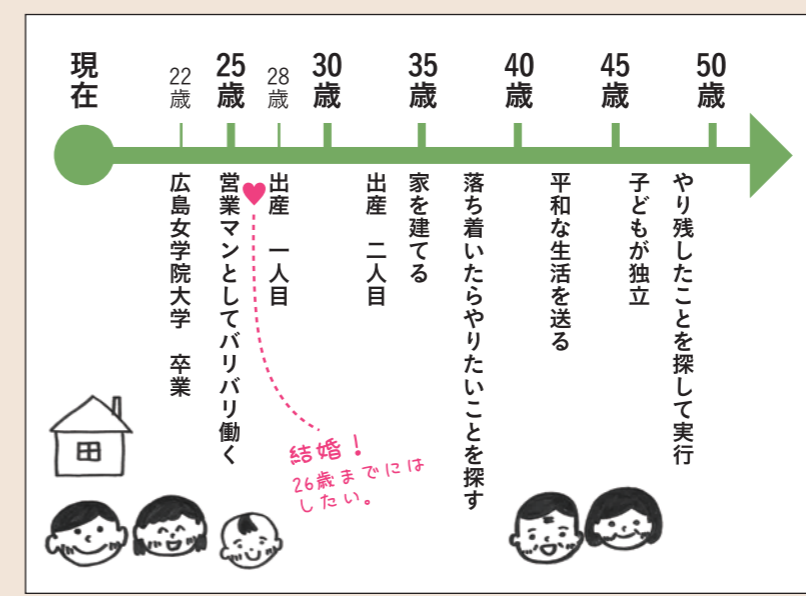 現在
22歳
25歳
28歳
30歳
35歳
40歳
45歳
50歳
広島女学院大学　卒業
営業マンとしてバリバリ働く
出産　一人目
出産　二人目
家を建てる
落ち着いたらやりたいことを探す
平和な生活を送る
子どもが独立
やり残したことを探して実行
結婚！
26歳までには
したい。